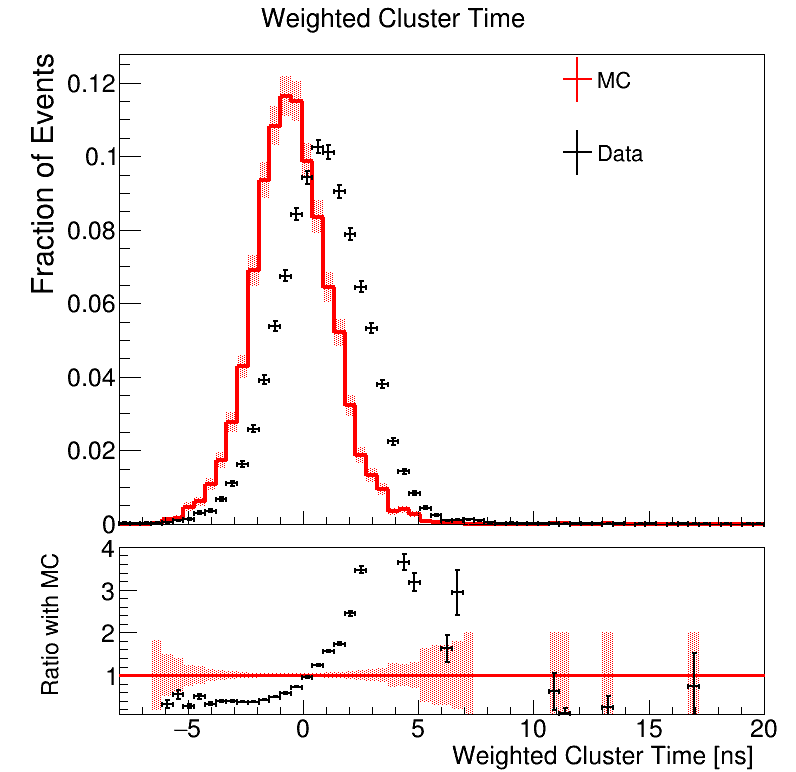 Weighted Cluster Time
Fraction of Events
0.12
0.1
0.08
0.06
0.04
0.02
0
MC
Data
Ratio with MC
4
3
2
1
−5 0 5 10 15 20
Weighted Cluster Time [ns]